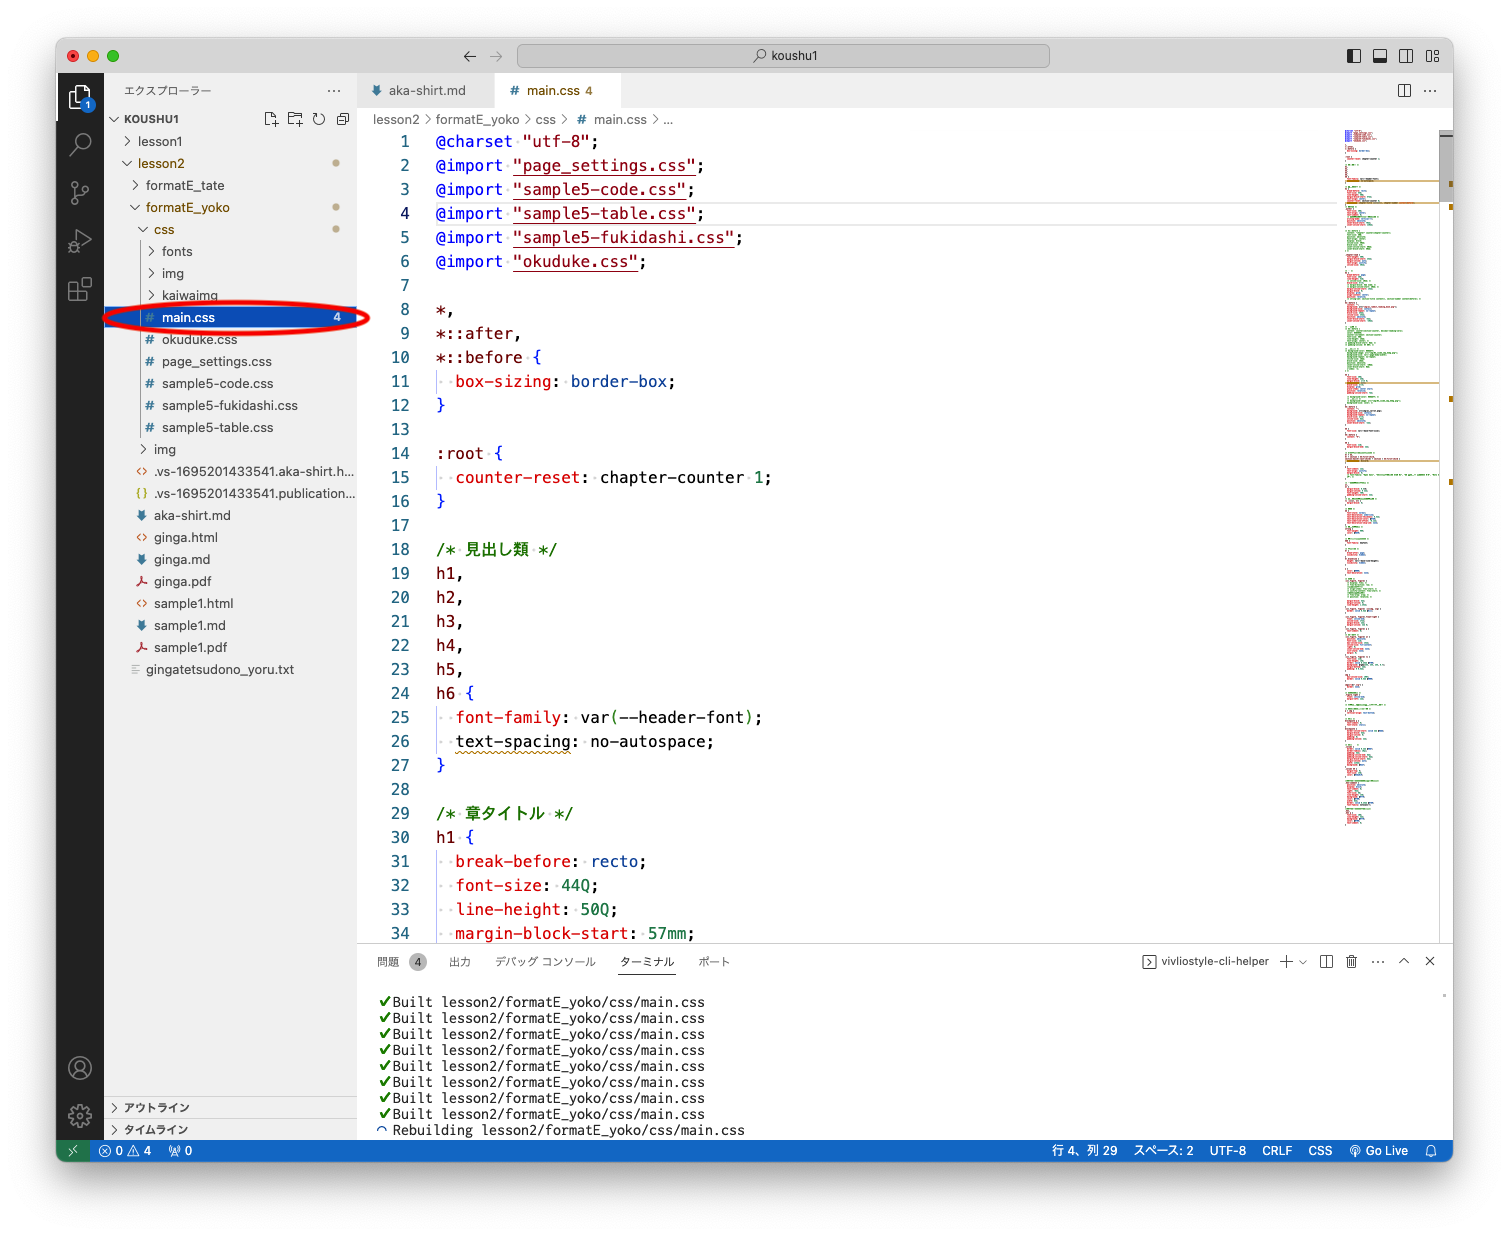 koushu1
エクスプローラー
aka-shirt.md
main.css 4
1
KOUSHU1
lesson2 > formatE_yoko > css > # main.css > ...
lesson1
lesson2
formatE_tate
formatE_yoko
css
fonts
img
kaiwaimg
# main.css 4
# okuduke.css
# page_settings.css
# sample5-code.css
# sample5-fukidashi.css
# sample5-table.css
img
<> .vs-1695201433541.aka-shirt.h...
{} .vs-1695201433541.publication...
aka-shirt.md
<> ginga.html
ginga.md
ginga.pdf
<> sample1.html
sample1.md
sample1.pdf
gingatetsudono_yoru.txt
アウトライン
タイムライン
1 @charset "utf-8";
2 @import "page_settings.css";
3 @import "sample5-code.css";
4 @import "sample5-table.css";
5 @import "sample5-fukidashi.css";
6 @import "okuduke.css";
7
8 *,
9 *::after,
10 *::before {
11 box-sizing: border-box;
12 }
13
14 :root {
15 counter-reset: chapter-counter 1;
16 }
17
18 /* 見出し類 */
19 h1,
20 h2,
21 h3,
22 h4,
23 h5,
24 h6 {
25 font-family: var(--header-font);
26 text-spacing: no-autospace;
27 }
28
29 /* 章タイトル */
30 h1 {
31 break-before: recto;
32 font-size: 44Q;
33 line-height: 50Q;
34 margin-block-start: 57mm;
問題 4 出力 デバッグ コンソール ターミナル ポート vivliostyle-cli-helper
✔Built lesson2/formatE_yoko/css/main.css
✔Built lesson2/formatE_yoko/css/main.css
✔Built lesson2/formatE_yoko/css/main.css
✔Built lesson2/formatE_yoko/css/main.css
✔Built lesson2/formatE_yoko/css/main.css
✔Built lesson2/formatE_yoko/css/main.css
✔Built lesson2/formatE_yoko/css/main.css
✔Built lesson2/formatE_yoko/css/main.css
Rebuilding lesson2/formatE_yoko/css/main.css
0 4 0 行 4、列 29 スペース: 2 UTF-8 CRLF CSS Go Live